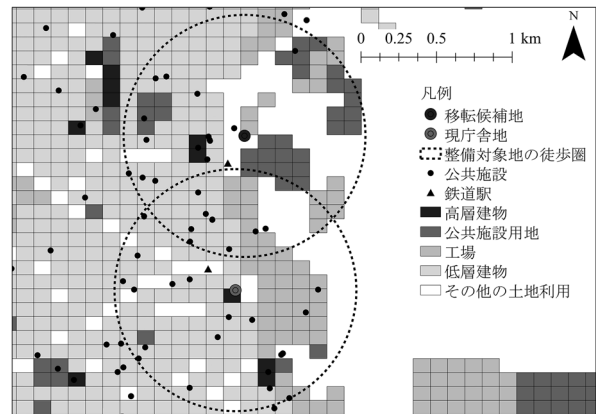 N
0 0.25 0.5 1 km
凡例
移転候補地
現庁舎地
整備対象地の徒歩圏
公共施設
鉄道駅
高層建物
公共施設用地
工場
低層建物
その他の土地利用